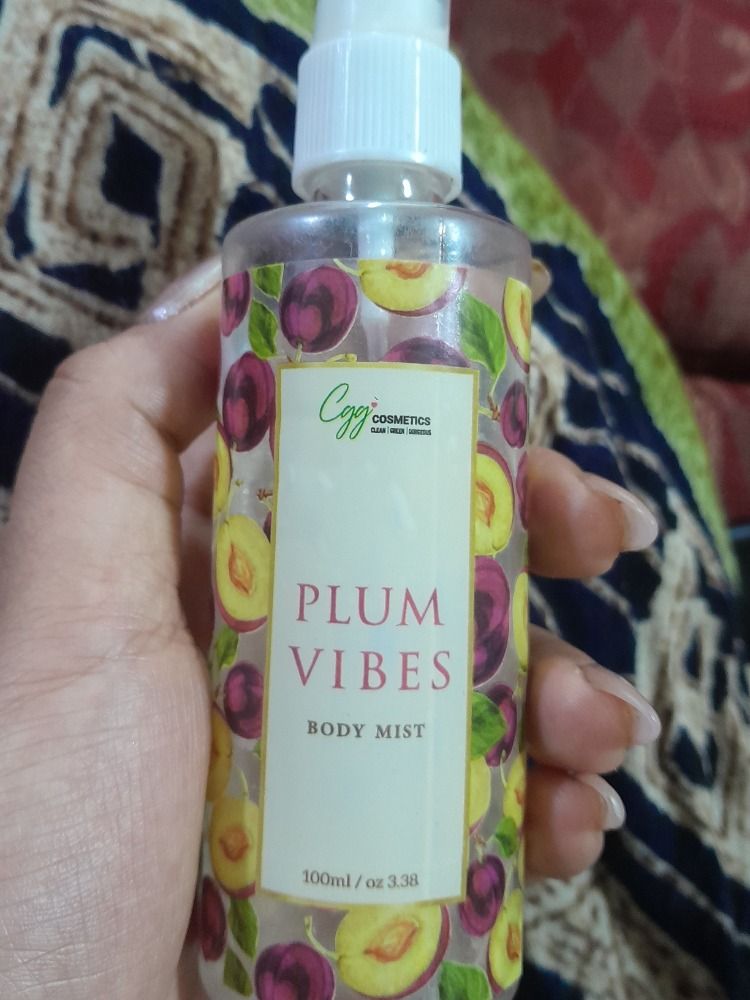 Cgg
COSMETICS
CLEAN | GREEN | GORGEOUS
PLUM
VIBES
BODY MIST
100ml / oz 3.38